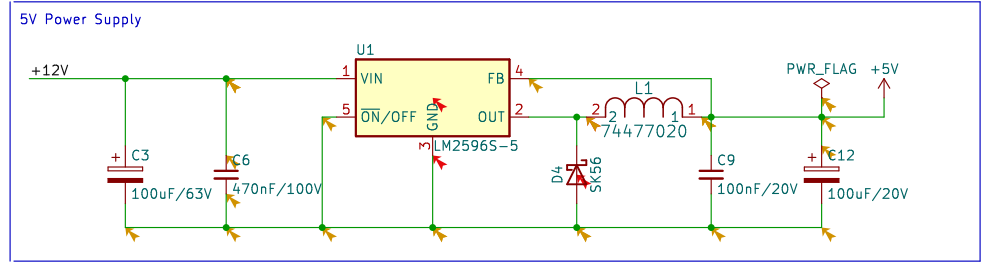 5V Power Supply
U1
+12V
1 VIN FB 4
PWR_FLAG +5V
L1
5 ON/OFF GND OUT 2
2 2 1 1
74477020
3 LM2596S-5
+ C3
100uF/63V
C6
470nF/100V
D4 SK56
C9
100nF/20V
+ C12
100uF/20V